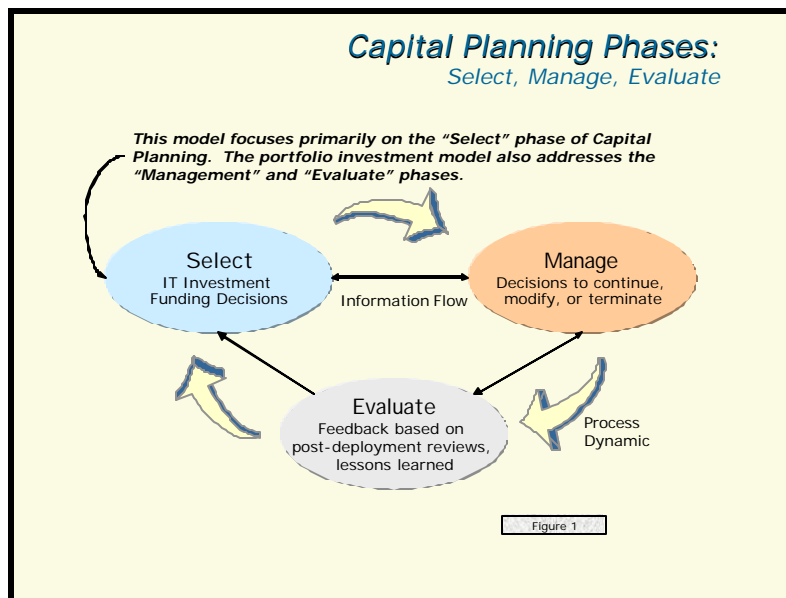 Capital Planning Phases:
Select, Manage, Evaluate
This model focuses primarily on the “Select” phase of Capital
Planning. The portfolio investment model also addresses the
“Management” and “Evaluate” phases.
Select
IT Investment
Funding Decisions
Manage
Decisions to continue,
modify, or terminate
Information Flow
Evaluate
Feedback based on
post-deployment reviews,
lessons learned
Process
Dynamic
Figure 1